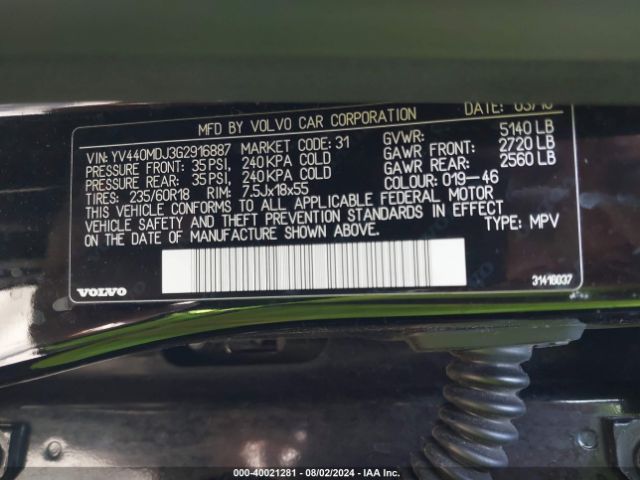 MFD BY VOLVO CAR CORPORATION DATE:
VIN: YV440MDJ3G2916887 MARKET CODE: 31 GVWR: 5140 LB
PRESSURE FRONT: 35PSI, 240KPA COLD GAWR FRONT: 2720 LB
PRESSURE REAR: 35PSI, 240KPA COLD GAWR REAR: 2560 LB
TIRES: 235/60R18 RIM: 7.5Jx18x55 COLOUR: 019-46
THIS VEHICLE CONFORMS TO ALL APPLICABLE FEDERAL MOTOR
VEHICLE SAFETY AND THEFT PREVENTION STANDARDS IN EFFECT
ON THE DATE OF MANUFACTURE SHOWN ABOVE. TYPE: MPV
VOLVO 31416037
000-40021281 - 08/02/2024 - IAA Inc.